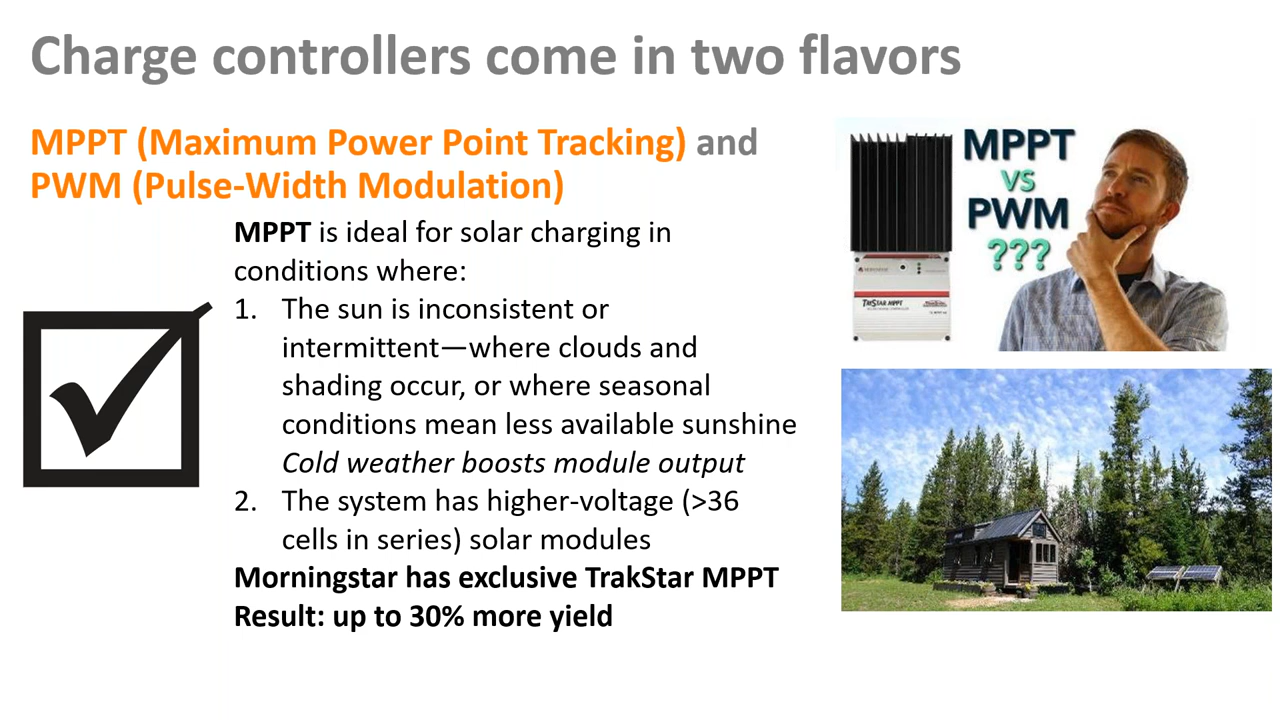 Charge controllers come in two flavors
MPPT (Maximum Power Point Tracking) and
PWM (Pulse-Width Modulation)
MPPT is ideal for solar charging in
conditions where:
1. The sun is inconsistent or
intermittent—where clouds and
shading occur, or where seasonal
conditions mean less available sunshine
Cold weather boosts module output
2. The system has higher-voltage (>36
cells in series) solar modules
Morningstar has exclusive TrakStar MPPT
Result: up to 30% more yield
MPPT
VS
PWM
???
TRISTAR MPPT